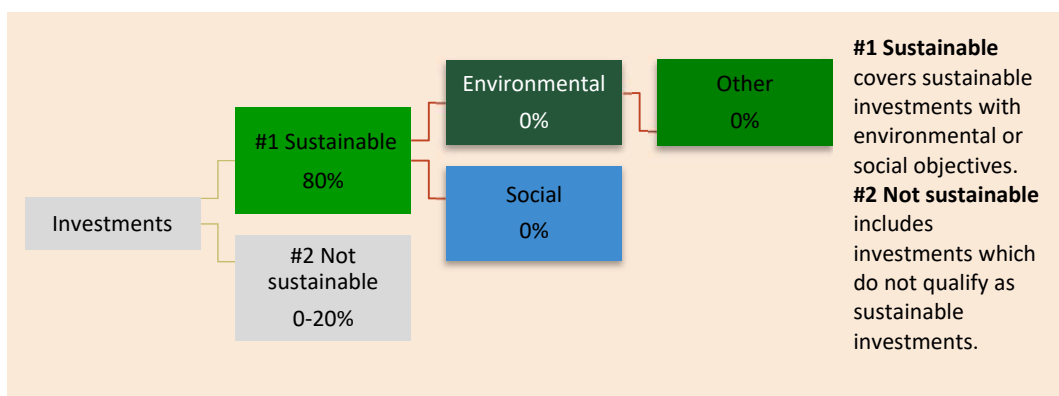 Investments
#1 Sustainable
80%
#2 Not
sustainable
0-20%
Environmental
0%
Social
0%
Other
0%
#1 Sustainable
covers sustainable
investments with
environmental or
social objectives.
#2 Not sustainable
includes
investments which
do not qualify as
sustainable
investments.